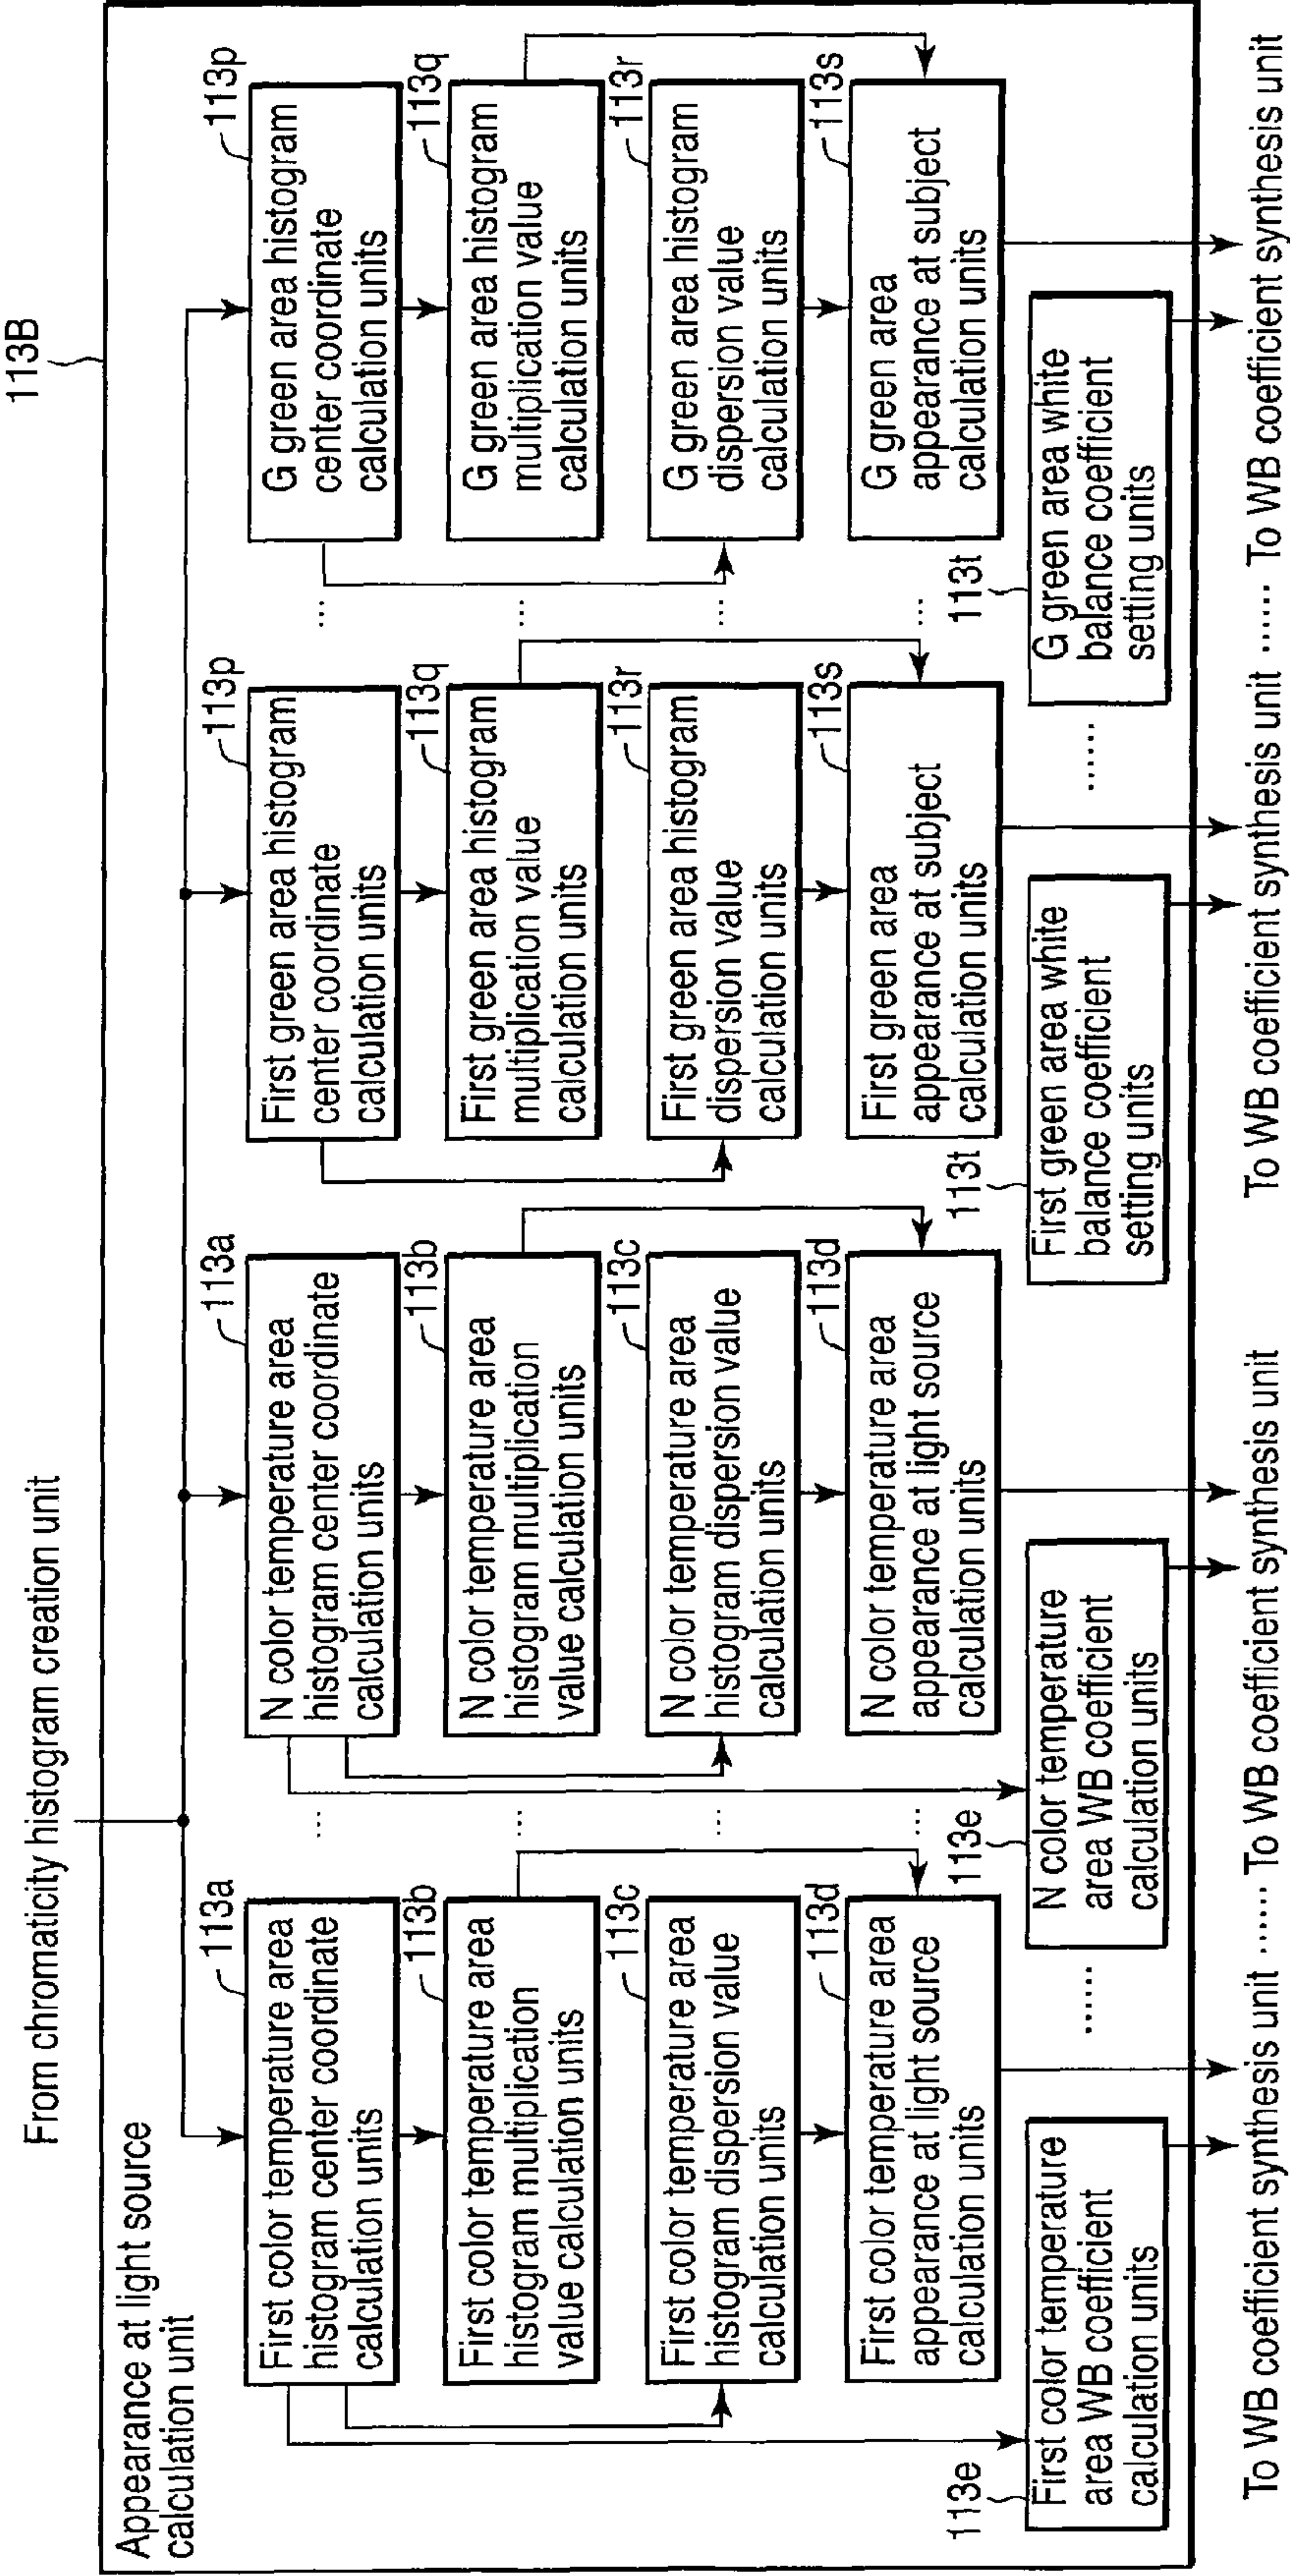 113B
From chromaticity histogram creation unit
Appearance at light source
calculation unit
113a
First color temperature area
histogram center coordinate
calculation units
113b
First color temperature area
histogram multiplication
value calculation units
113c
First color temperature area
histogram dispersion value
calculation units
113d
First color temperature area
appearance at light source
calculation units
113e
First color temperature
area WB coefficient
calculation units
...
...
...
...
......
113a
N color temperature area
histogram center coordinate
calculation units
113b
N color temperature area
histogram multiplication
value calculation units
113c
N color temperature area
histogram dispersion value
calculation units
113d
N color temperature area
appearance at light source
calculation units
113e
N color temperature
area WB coefficient
calculation units
113p
First green area histogram
center coordinate
calculation units
113q
First green area histogram
multiplication value
calculation units
113r
First green area histogram
dispersion value
calculation units
113s
First green area
appearance at subject
calculation units
113t
First green area white
balance coefficient
setting units
...
...
...
...
......
113p
G green area histogram
center coordinate
calculation units
113q
G green area histogram
multiplication value
calculation units
113r
G green area histogram
dispersion value
calculation units
113s
G green area
appearance at subject
calculation units
113t
G green area white
balance coefficient
setting units
To WB coefficient synthesis unit ...... To WB coefficient synthesis unit
To WB coefficient synthesis unit ...... To WB coefficient synthesis unit